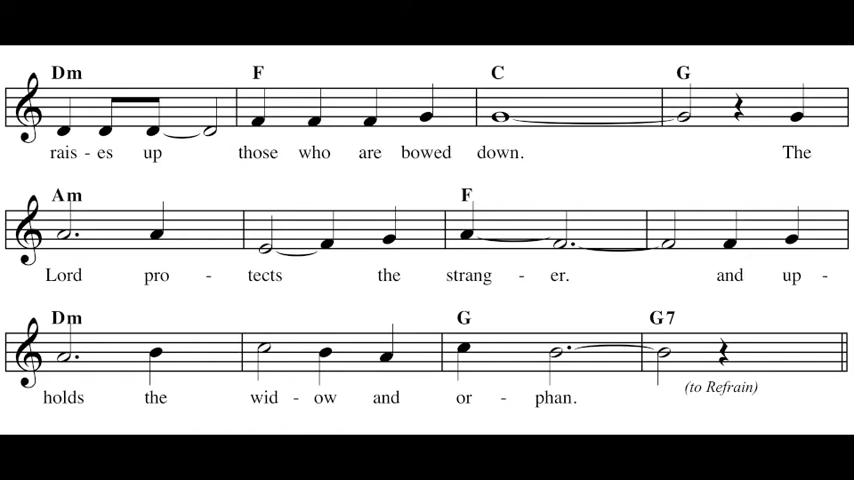 Dm F C G
rais - es up those who are bowed down. The
Am F
Lord pro - tects the strang - er. and up -
Dm G G7
holds the wid - ow and or - phan.
(to Refrain)